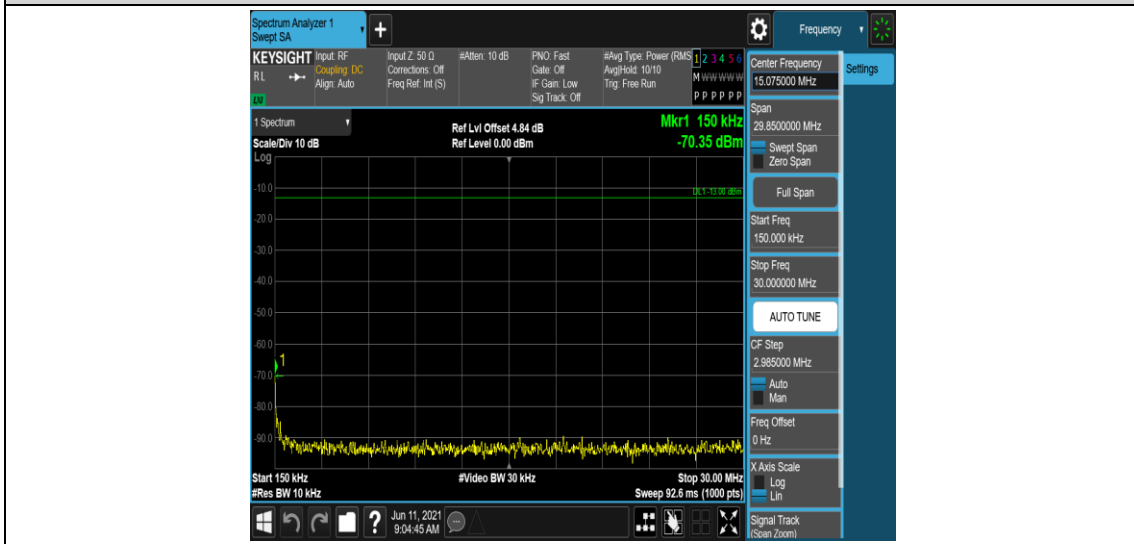 Spectrum Analyzer 1
Swept SA
+
Frequency
KEYSIGHT
RL
LXI
Input: RF
Coupling: DC
Align: Auto
Input Z: 50 Ω
Corrections: Off
Freq Ref: Int (S)
#Atten: 10 dB
PNO: Fast
Gate: Off
IF Gain: Low
Sig Track: Off
#Avg Type: Power (RMS
Avg|Hold: 10/10
Trig: Free Run
1 2 3 4 5 6
M W W W W W
P P P P P P
Center Frequency
15.075000 MHz
Settings
Span
29.8500000 MHz
Swept Span
Zero Span
Full Span
Start Freq
150.000 kHz
Stop Freq
30.000000 MHz
AUTO TUNE
CF Step
2.985000 MHz
Auto
Man
Freq Offset
0 Hz
X Axis Scale
Log
Lin
Signal Track
(Span Zoom)
1 Spectrum
Scale/Div 10 dB
Log
Ref Lvl Offset 4.84 dB
Ref Level 0.00 dBm
Mkr1 150 kHz
-70.35 dBm
DL1 -13.00 dBm
-10.0
-20.0
-30.0
-40.0
-50.0
-60.0
1
-70.0
-80.0
-90.0
Start 150 kHz
#Video BW 30 kHz
Stop 30.00 MHz
#Res BW 10 kHz
Sweep 92.6 ms (1000 pts)
?
Jun 11, 2021
9:04:45 AM